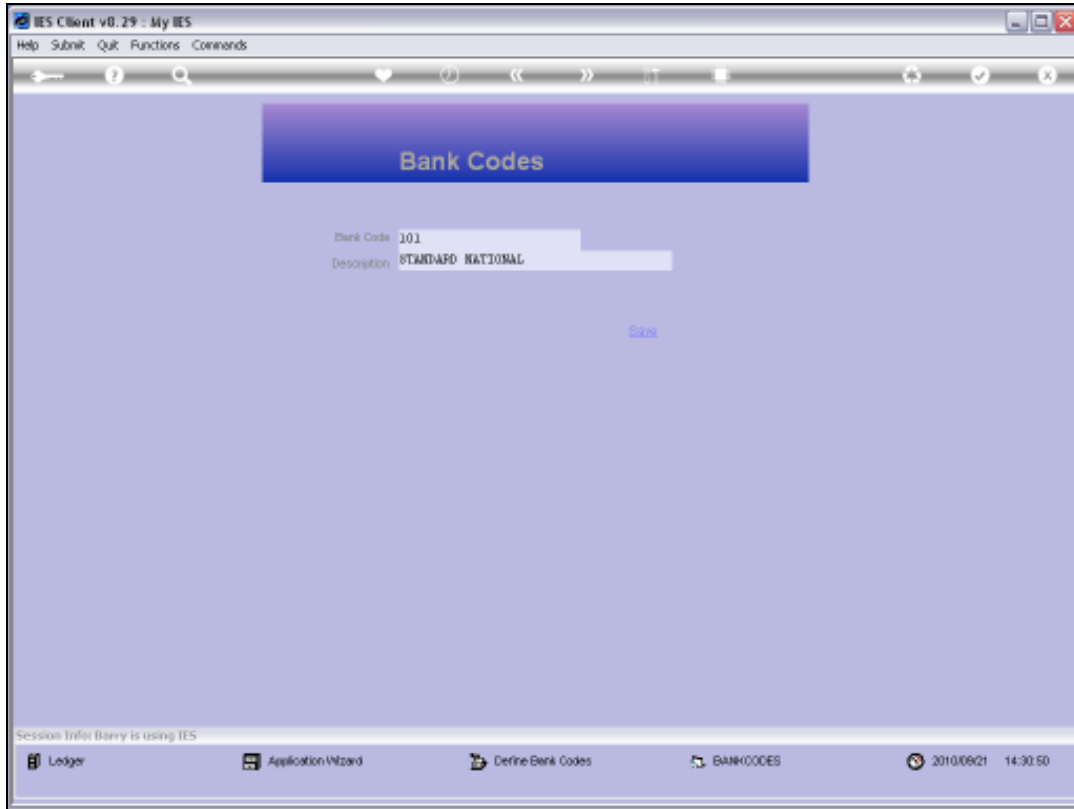 IES Client v8.29 : My IES
Help Submit Quit Functions Commands
Bank Codes
Bank Code 101
Description STANDARD NATIONAL
Save
Session Info: Barry is using IES
Ledger Application Wizard Define Bank Codes BANKCODES 2010/09/21 14:30:50